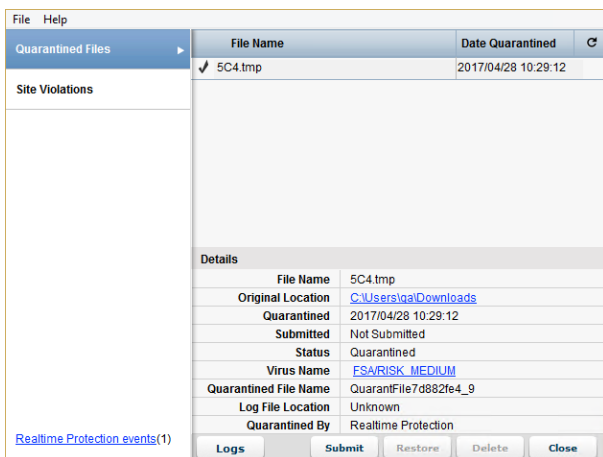 File Help
Quarantined Files
Site Violations
Realtime Protection events(1)
File Name Date Quarantined
5C4.tmp 2017/04/28 10:29:12
Details
File Name 5C4.tmp
Original Location C:\Users\qa\Downloads
Quarantined 2017/04/28 10:29:12
Submitted Not Submitted
Status Quarantined
Virus Name FSA/RISK_MEDIUM
Quarantined File Name QuarantFile7d882fe4_9
Log File Location Unknown
Quarantined By Realtime Protection
Logs Submit Restore Delete Close